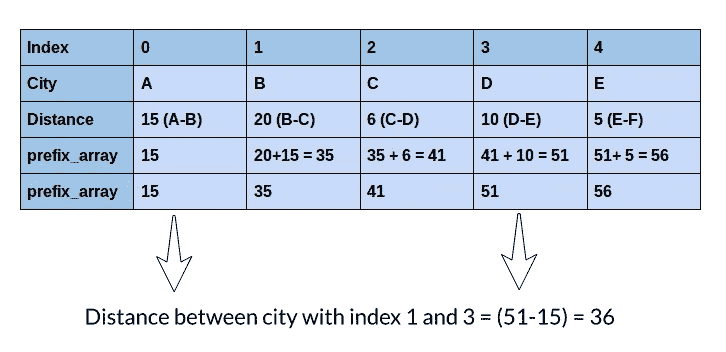 Index 0 1 2 3 4
City A B C D E
Distance 15 (A-B) 20 (B-C) 6 (C-D) 10 (D-E) 5 (E-F)
prefix_array 15 20+15 = 35 35 + 6 = 41 41 + 10 = 51 51+ 5 = 56
prefix_array 15 35 41 51 56
Distance between city with index 1 and 3 = (51-15) = 36